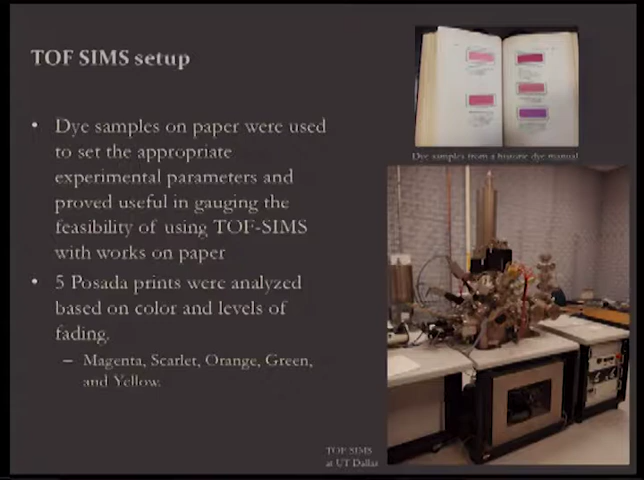 TOF SIMS setup
• Dye samples on paper were used
to set the appropriate
experimental parameters and
proved useful in gauging the
feasibility of using TOF-SIMS
with works on paper
• 5 Posada prints were analyzed
based on color and levels of
fading.
– Magenta, Scarlet, Orange, Green,
and Yellow.
Dye samples from a historic dye manual
TOF SIMS
at UT Dallas